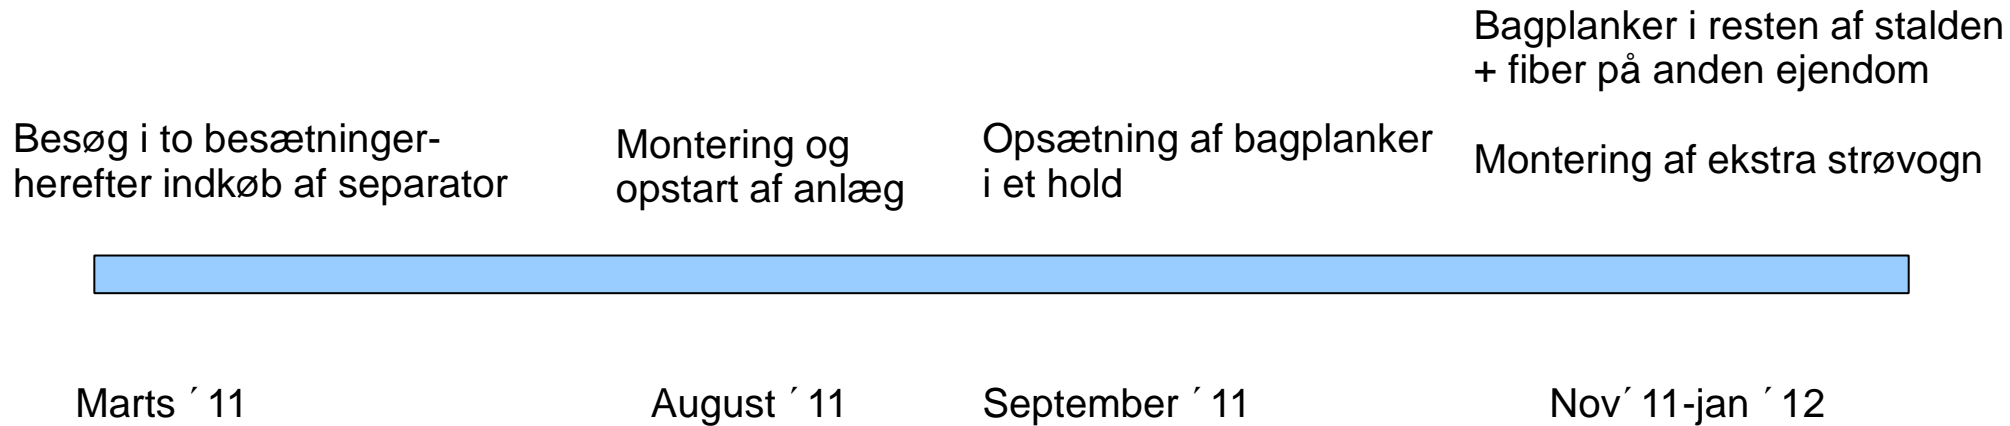 Besøg i to besætninger-
herefter indkøb af separator
Montering og
opstart af anlæg
Opsætning af bagplanker
i et hold
Bagplanker i resten af stalden
+ fiber på anden ejendom
Montering af ekstra strøvogn
Marts ´11
August ´11
September ´11
Nov´11-jan ´12